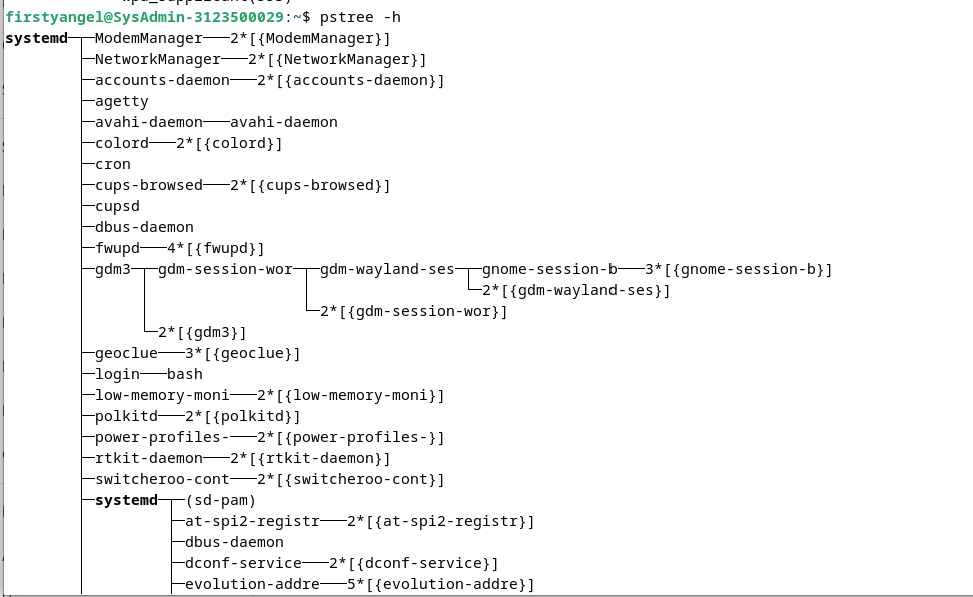 firstyangel@SysAdmin-3123500029:~$ pstree -h
systemd─┬─ModemManager───2*[{ModemManager}]
├─NetworkManager───2*[{NetworkManager}]
├─accounts-daemon───2*[{accounts-daemon}]
├─agetty
├─avahi-daemon───avahi-daemon
├─colord───2*[{colord}]
├─cron
├─cups-browsed───2*[{cups-browsed}]
├─cupsd
├─dbus-daemon
├─fwupd───4*[{fwupd}]
├─gdm3─┬─gdm-session-wor─┬─gdm-wayland-ses─┬─gnome-session-b───3*[{gnome-session-b}]
└─2*[{gdm-wayland-ses}]
└─2*[{gdm-session-wor}]
└─2*[{gdm3}]
├─geoclue───3*[{geoclue}]
├─login───bash
├─low-memory-moni───2*[{low-memory-moni}]
├─polkitd───2*[{polkitd}]
├─power-profiles-───2*[{power-profiles-}]
├─rtkit-daemon───2*[{rtkit-daemon}]
├─switcheroo-cont───2*[{switcheroo-cont}]
├─systemd─┬─(sd-pam)
├─at-spi2-registr───2*[{at-spi2-registr}]
├─dbus-daemon
├─dconf-service───2*[{dconf-service}]
├─evolution-addre───5*[{evolution-addre}]